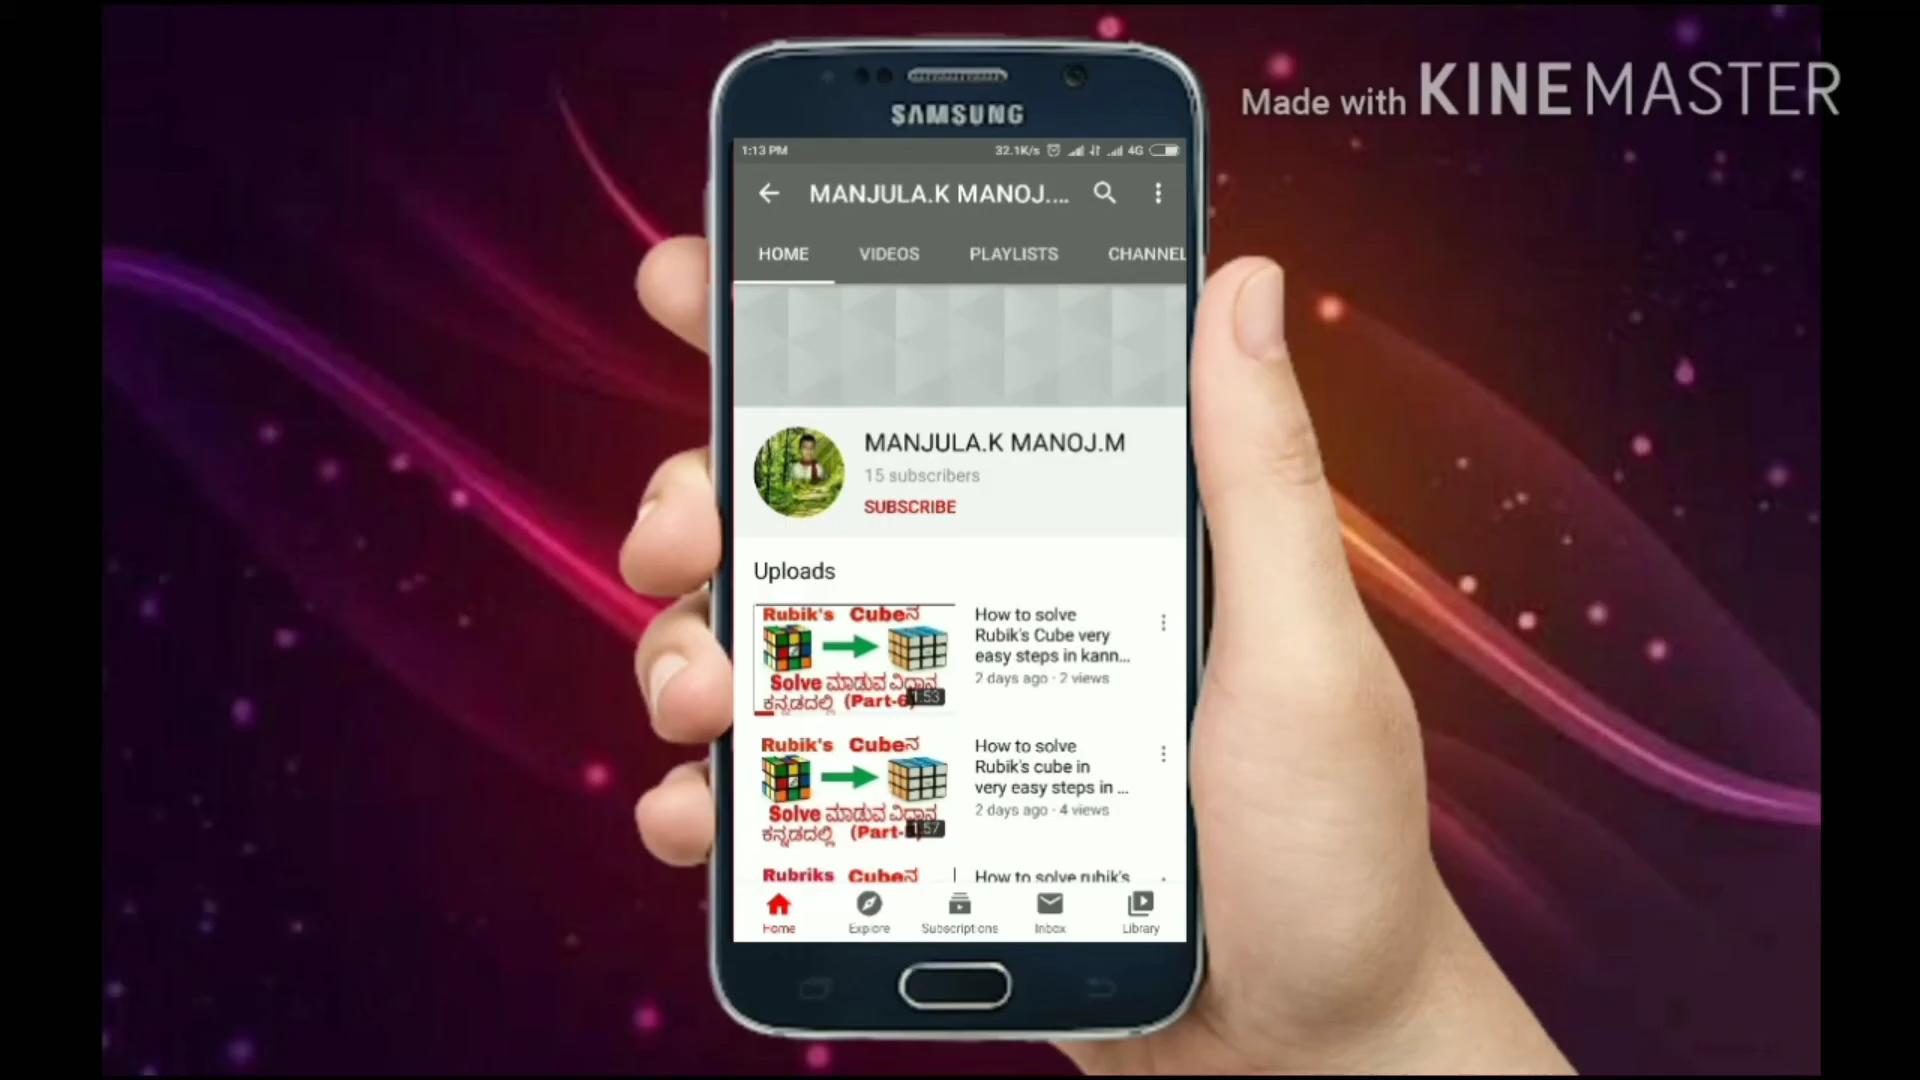 Made with KINEMASTER
SAMSUNG
1:13 PM
32.1K/s
4G
MANJULA.K MANOJ....
HOME
VIDEOS
PLAYLISTS
CHANNEL
MANJULA.K MANOJ.M
15 subscribers
SUBSCRIBE
Uploads
Rubik's Cubeನ
Solve ಮಾಡುವ ವಿಧಾನ
ಕನ್ನಡದಲ್ಲಿ (Part-6
1:53
How to solve
Rubik's Cube very
easy steps in kann...
2 days ago · 2 views
Rubik's Cubeನ
Solve ಮಾಡುವ ವಿಧಾನ
ಕನ್ನಡದಲ್ಲಿ (Part-
1:57
How to solve
Rubik's cube in
very easy steps in ...
2 days ago · 4 views
Rubriks Cubeನ
How to solve rubik's
Home
Explore
Subscriptions
Inbox
Library